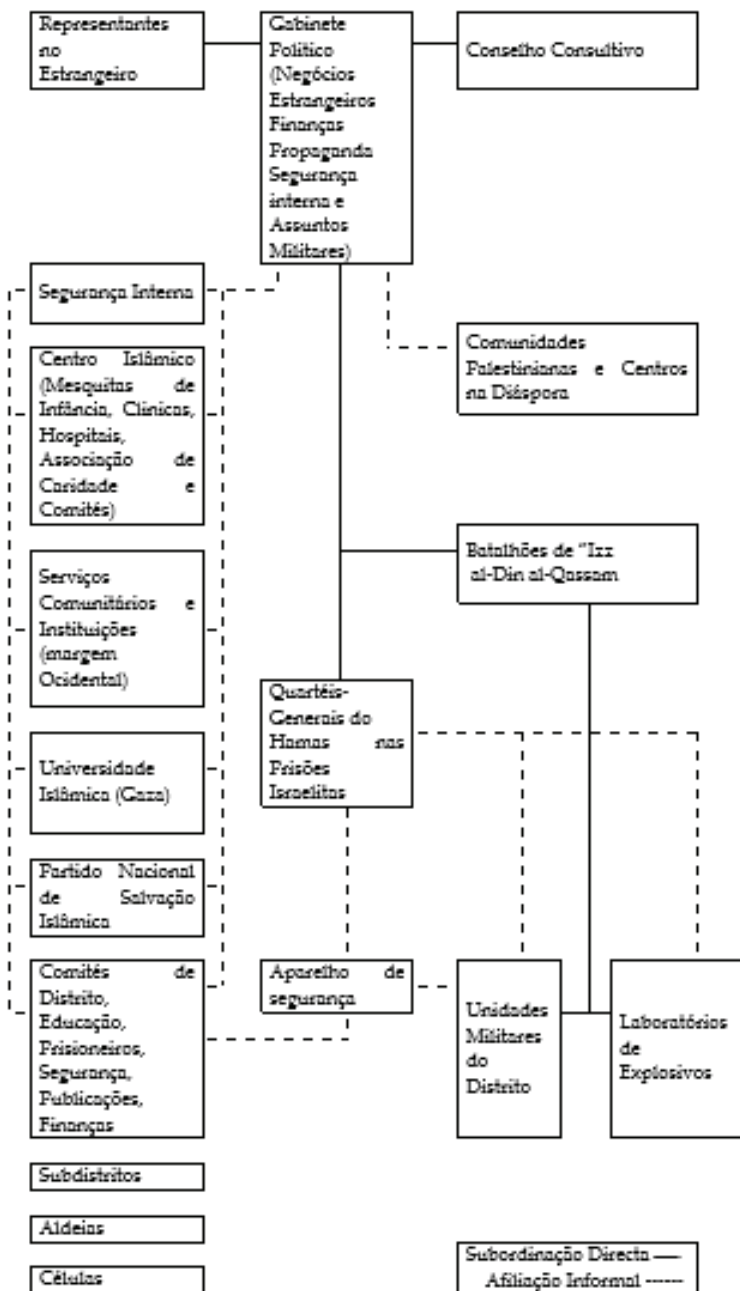 Representantes
no
Estrangeiro
Gabinete
Político
(Negócios
Estrangeiros
Finanças
Propaganda
Segurança
interna e
Assuntos
Militares)
Conselho Consultivo
Segurança Interna
Centro Islâmico
(Mesquitas de
Infância, Clínicas,
Hospitais,
Associação de
Caridade e
Comités)
Comunidades
Palestinianas e Centros
na Diáspora
Batalhões de "Izz
al-Din al-Qassam
Serviços
Comunitários e
Instituições
(margem
Ocidental)
Quartéis-
Generais do
Hamas nas
Prisões
Israelitas
Universidade
Islâmica (Gaza)
Partido Nacional
de Salvação
Islâmica
Comités de
Distrito,
Educação,
Prisioneiros,
Segurança,
Publicações,
Finanças
Aparelho de
segurança
Unidades
Militares
do
Distrito
Laboratórios
de
Explosivos
Subdistritos
Aldeias
Células
Subordinação Directa —–
Afiliação Informal ------